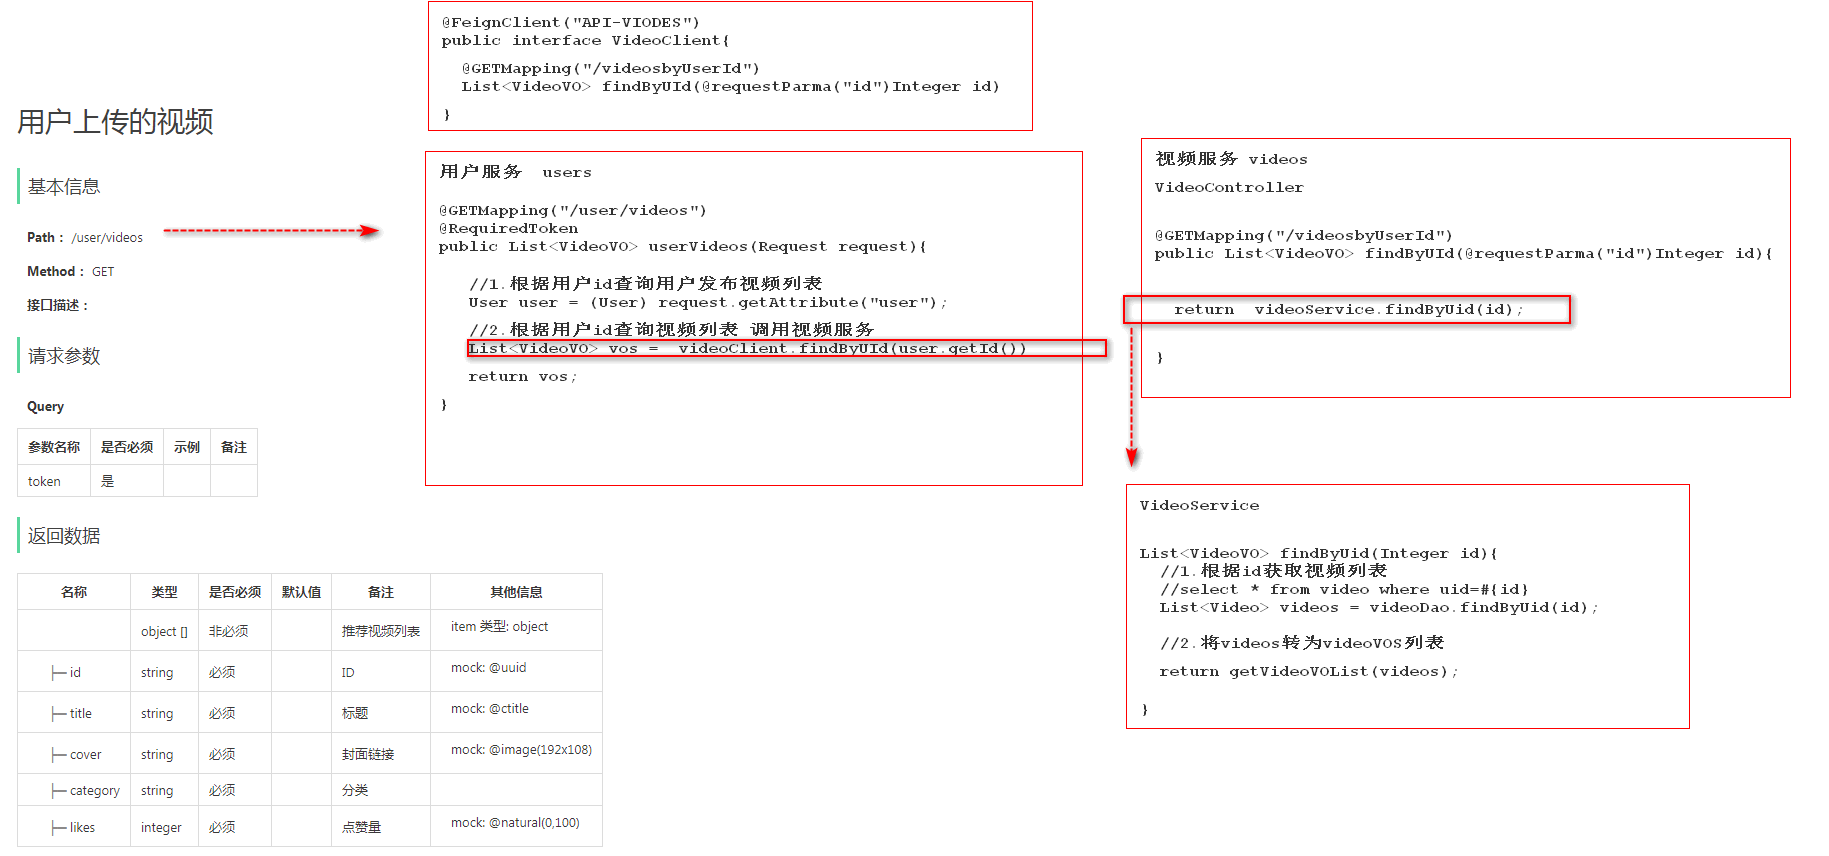 @FeignClient("API-VIODES")
public interface VideoClient{
@GETMapping("/videosbyUserId")
List<VideoVO> findByUId(@requestParma("id")Integer id)
}
用户上传的视频
基本信息
Path： /user/videos
Method： GET
接口描述：
请求参数
Query
参数名称 是否必须 示例 备注
token 是
返回数据
名称 类型 是否必须 默认值 备注 其他信息
object [] 非必须 推荐视频列表 item 类型: object
├─ id string 必须 ID mock: @uuid
├─ title string 必须 标题 mock: @ctitle
├─ cover string 必须 封面链接 mock: @image(192x108)
├─ category string 必须 分类
├─ likes integer 必须 点赞量 mock: @natural(0,100)
用户服务 users
@GETMapping("/user/videos")
@RequiredToken
public List<VideoVO> userVideos(Request request){
//1.根据用户id查询用户发布视频列表
User user = (User) request.getAttribute("user");
//2.根据用户id查询视频列表 调用视频服务
List<VideoVO> vos = videoClient.findByUId(user.getId())
return vos;
}
视频服务 videos
VideoController
@GETMapping("/videosbyUserId")
public List<VideoVO> findByUId(@requestParma("id")Integer id){
return videoService.findByUid(id);
}
VideoService
List<VideoVO> findByUid(Integer id){
//1.根据id获取视频列表
//select * from video where uid=#{id}
List<Video> videos = videoDao.findByUid(id);
//2.将videos转为videoVOS列表
return getVideoVOList(videos);
}